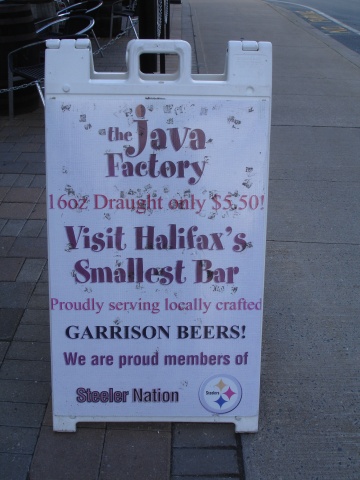 the Java
Factory
16oz Draught only $5.50!
Visit Halifax's
Smallest Bar
Proudly serving locally crafted
GARRISON BEERS!
We are proud members of
Steeler Nation
Steelers